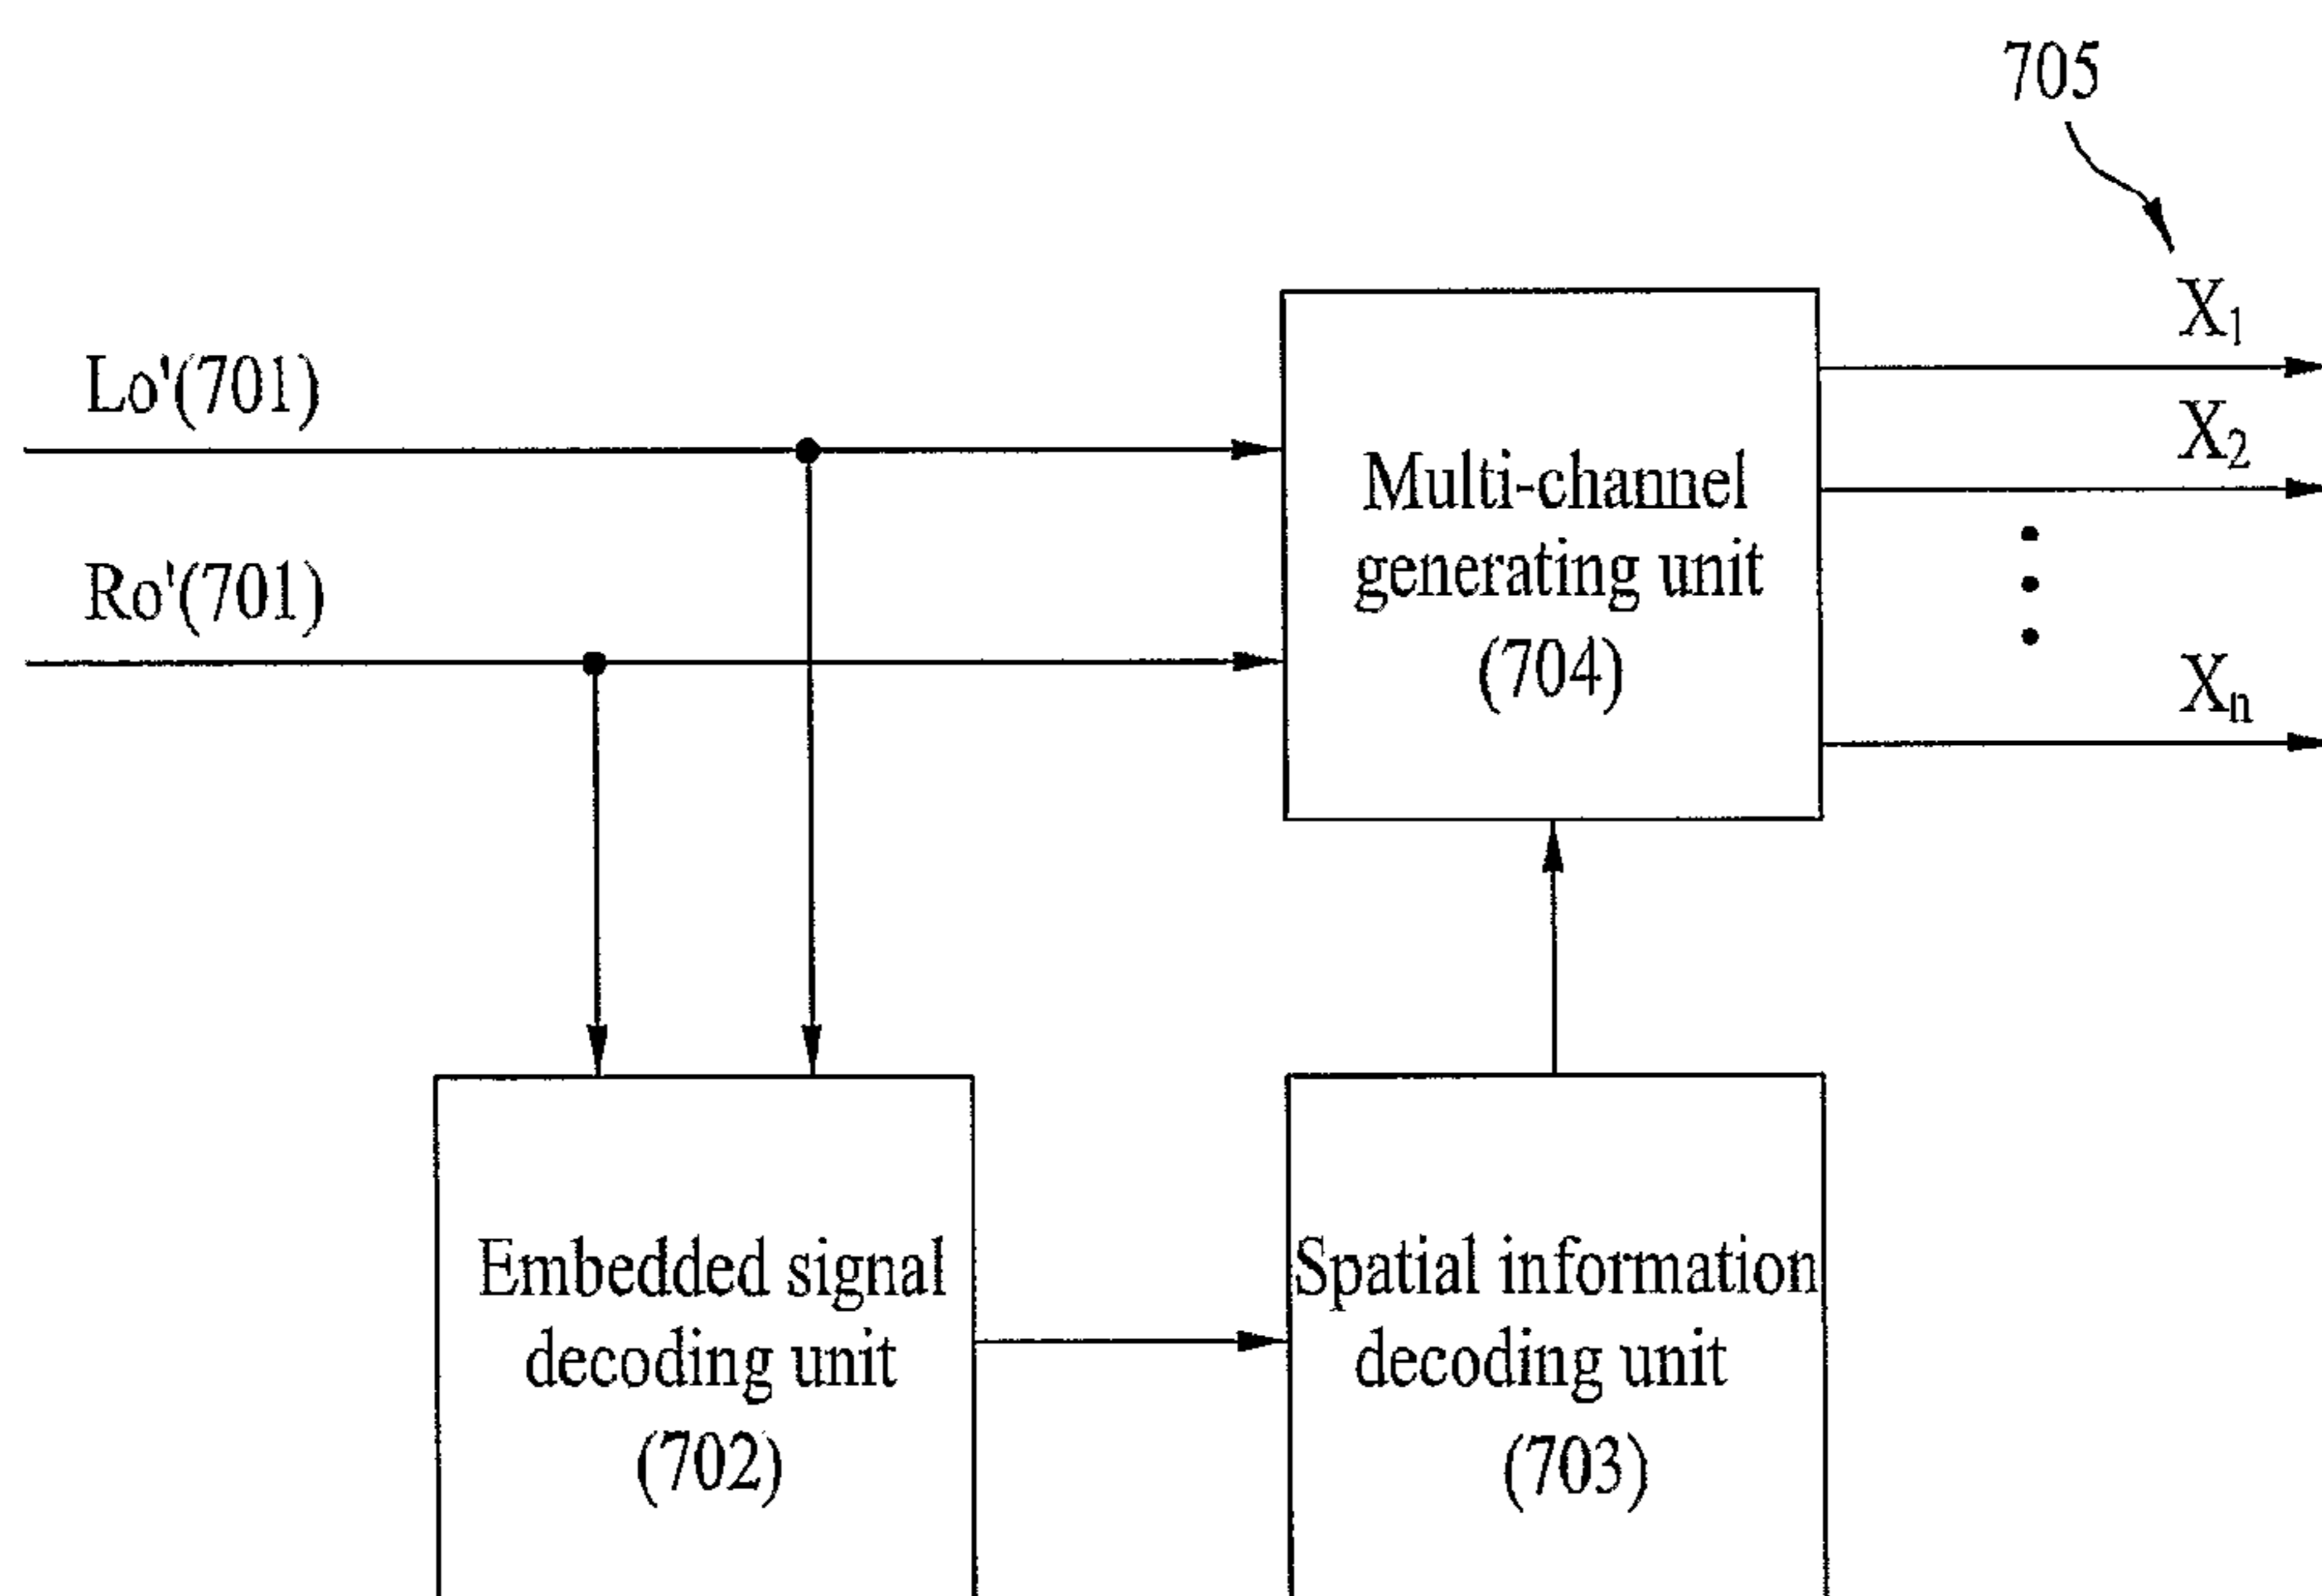 705
X1
Lo'(701)
X2
Multi-channel
generating unit
(704)
Ro'(701)
Xn
Embedded signal
decoding unit
(702)
Spatial information
decoding unit
(703)